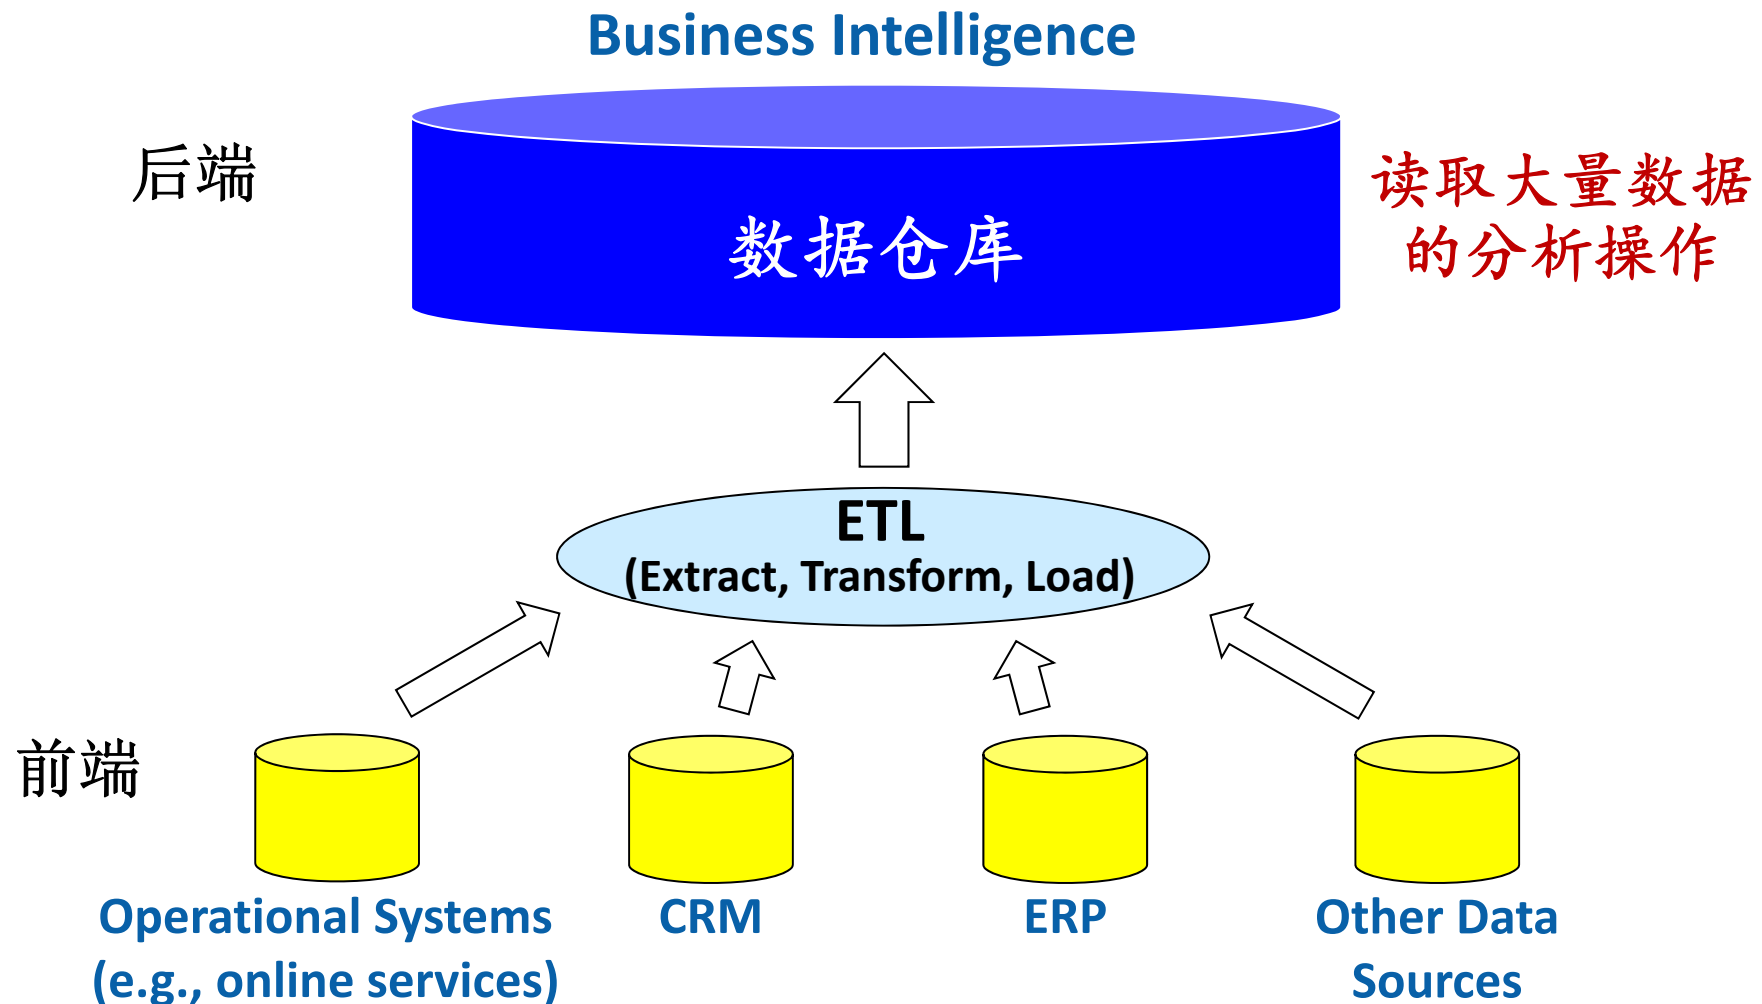 Business Intelligence
后端
数据仓库
读取大量数据
的分析操作
ETL
(Extract, Transform, Load)
前端
Operational Systems
(e.g., online services)
CRM
ERP
Other Data
Sources